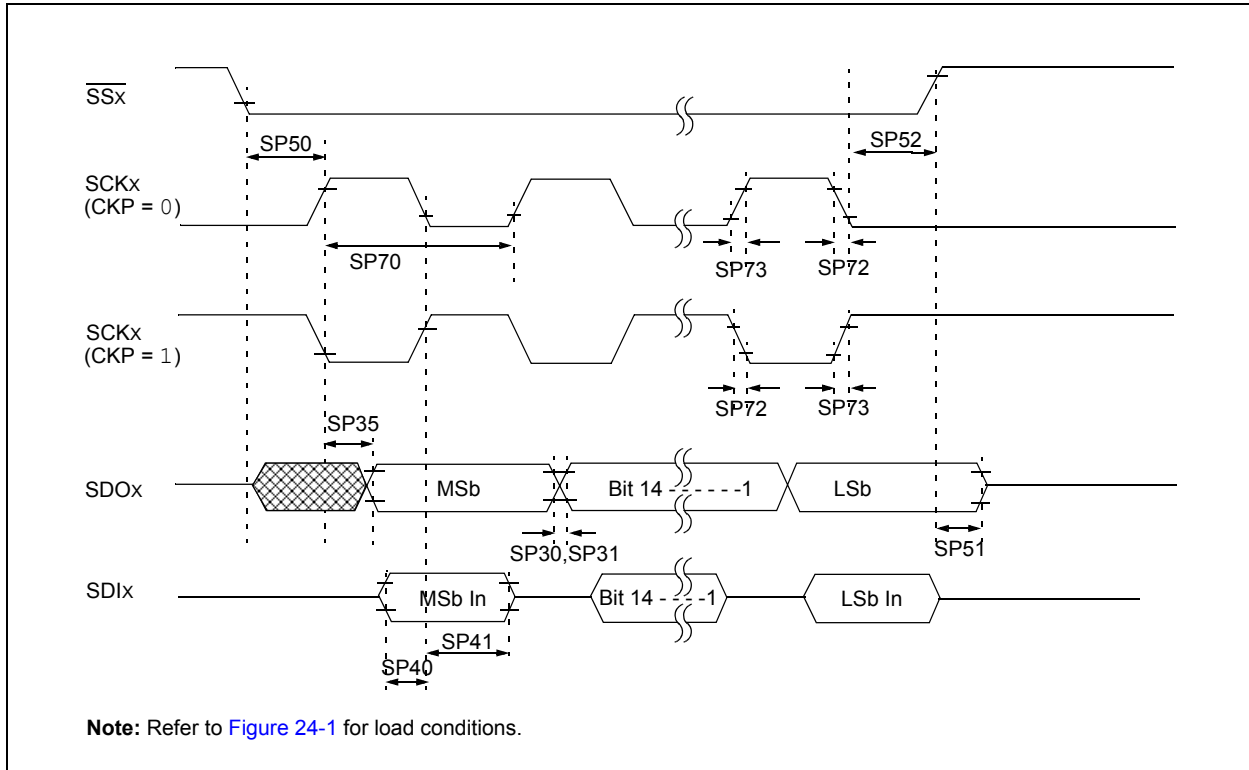 SSx
SP50
SP52
SCKx
(CKP = 0)
SP70
SP73
SP72
SCKx
(CKP = 1)
SP72
SP73
SP35
SDOx
MSb
Bit 14 - - - - - -1
LSb
SP30,SP31
SP51
SDIx
MSb In
Bit 14 - - - -1
LSb In
SP41
SP40
Note: Refer to Figure 24-1 for load conditions.